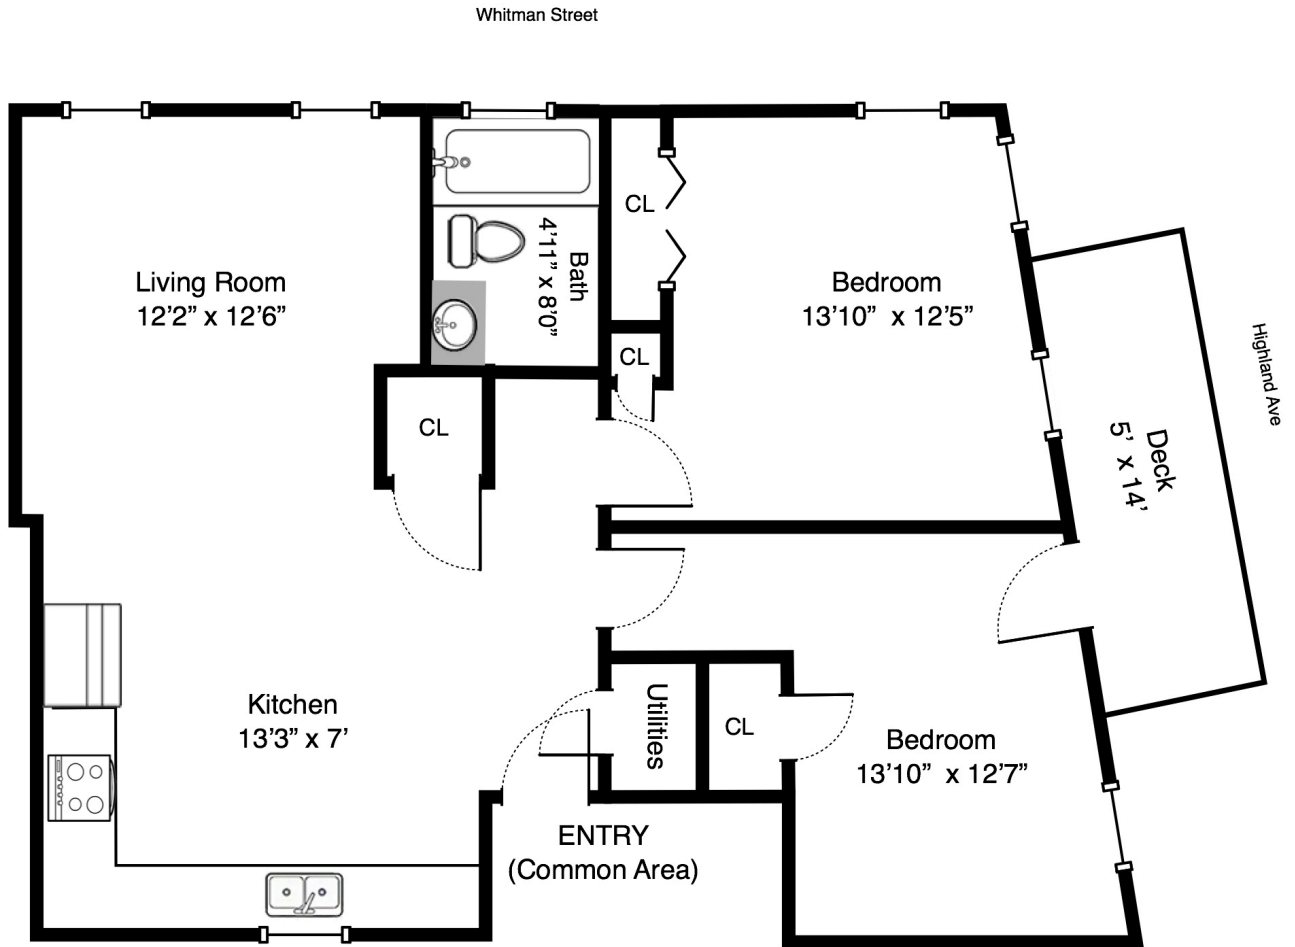 Whitman Street
Living Room
12’2” x 12’6”
Bath
4’11” x 8’0”
CL
CL
CL
Bedroom
13’10”  x 12’5”
Highland Ave
Deck
5’ x 14’
Kitchen
13’3” x 7’
Utilities
CL
Bedroom
13’10”  x 12’7”
ENTRY
(Common Area)